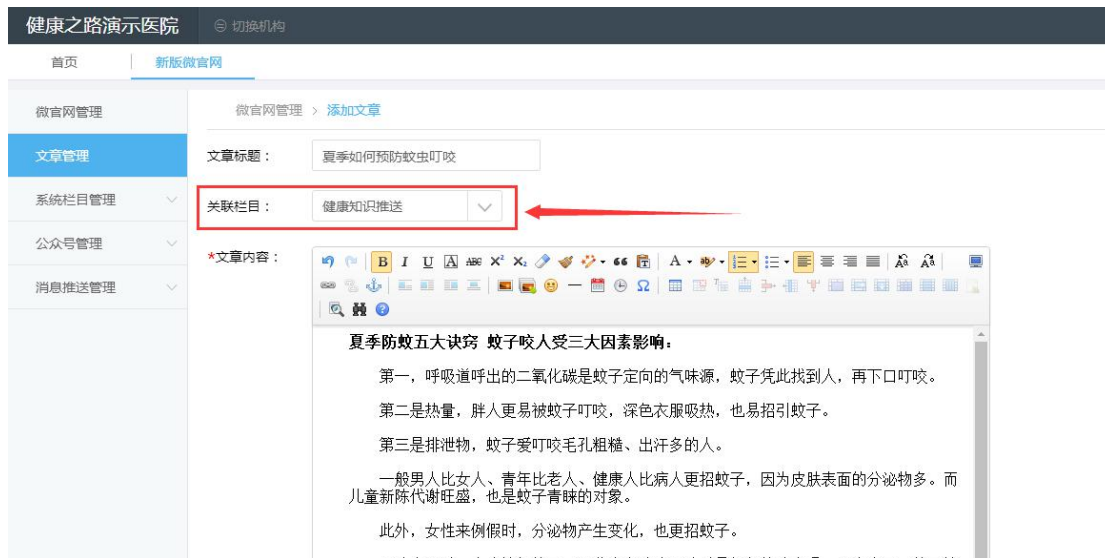 健康之路演示医院 切换机构
首页 新版微官网
微官网管理
文章管理
系统栏目管理
公众号管理
消息推送管理
微官网管理 > 添加文章
文章标题： 夏季如何预防蚊虫叮咬
关联栏目： 健康知识推送
*文章内容：
夏季防蚊五大诀窍 蚊子咬人受三大因素影响：
第一，呼吸道呼出的二氧化碳是蚊子定向的气味源，蚊子凭此找到人，再下口叮咬。
第二是热量，胖人更易被蚊子叮咬，深色衣服吸热，也易招引蚊子。
第三是排泄物，蚊子爱叮咬毛孔粗糙、出汗多的人。
一般男人比女人、青年比老人、健康人比病人更招蚊子，因为皮肤表面的分泌物多。而
儿童新陈代谢旺盛，也是蚊子青睐的对象。
此外，女性来例假时，分泌物产生变化，也更招蚊子。